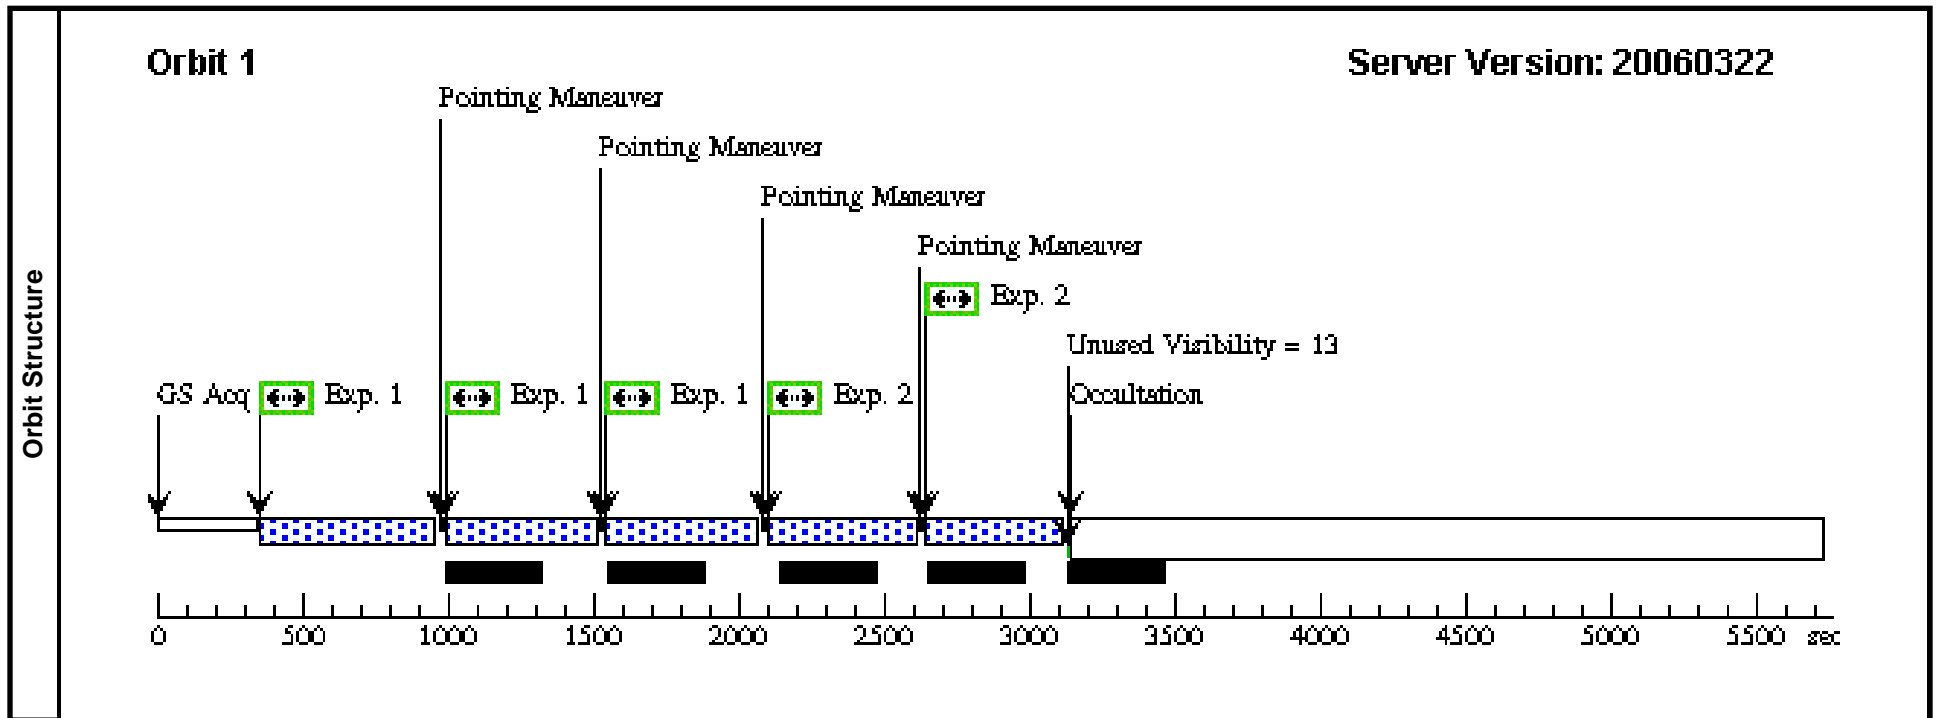 Orbit Structure
Orbit 1
Server Version: 20060322
Pointing Maneuver
Pointing Maneuver
Pointing Maneuver
Pointing Maneuver
Exp. 2
Unused Visibility = 13
GS Acq Exp. 1 Exp. 1 Exp. 1 Exp. 2 Occultation
0 500 1000 1500 2000 2500 3000 3500 4000 4500 5000 5500 sec